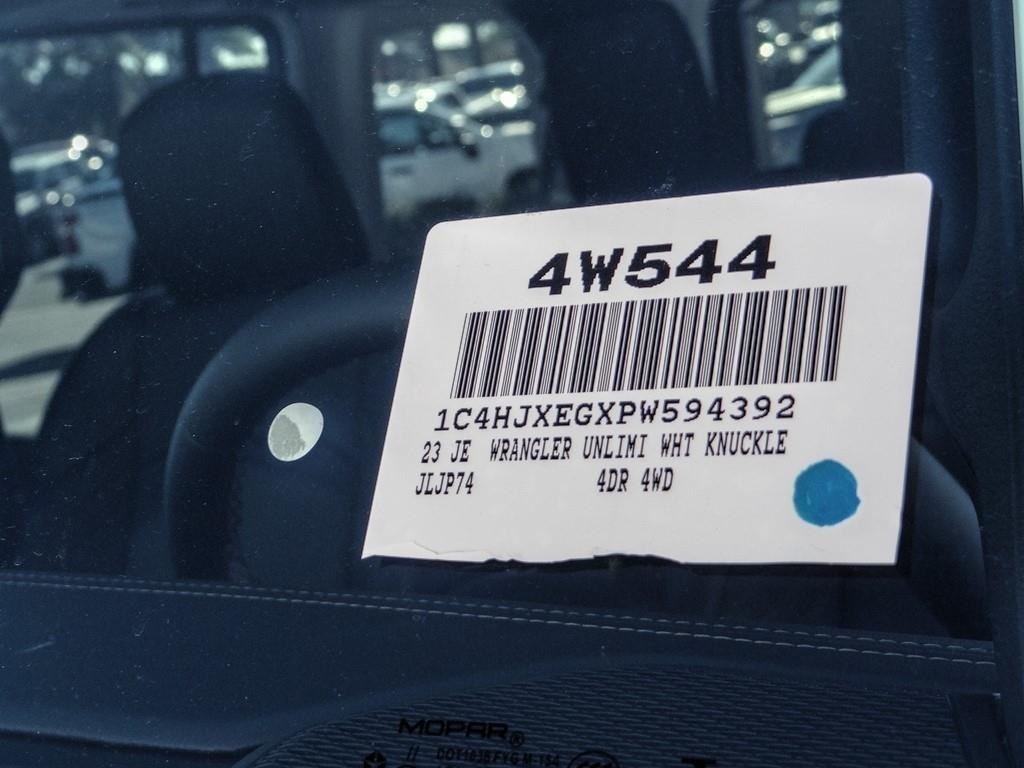 4W544
1C4HJXEGXPW594392
23 JE WRANGLER UNLIMI WHT KNUCKLE
JLJP74 4DR 4WD
MOPAR®